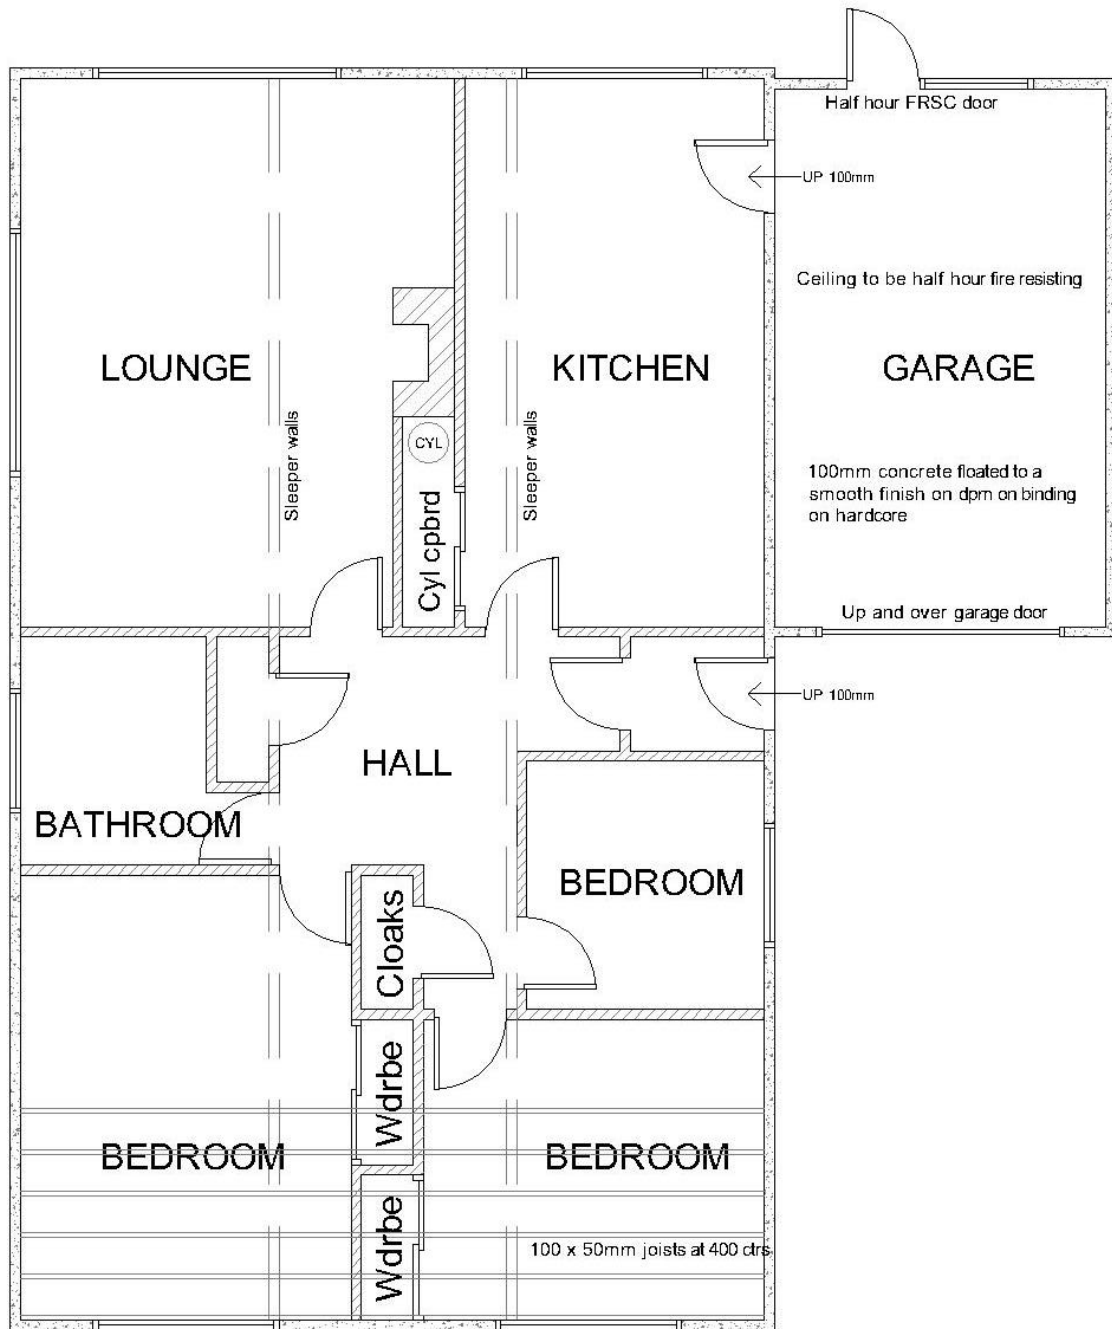 Half hour FRSC door
UP 100mm
Ceiling to be half hour fire resisting
LOUNGE
KITCHEN
GARAGE
Sleeper walls
CYL
Sleeper walls
100mm concrete floated to a
smooth finish on dpm on binding
on hardcore
Cyl cpbrd
Up and over garage door
UP 100mm
HALL
BATHROOM
BEDROOM
Cloaks
Wdrbe
BEDROOM
BEDROOM
Wdrbe
100 x 50mm joists at 400 ctrs